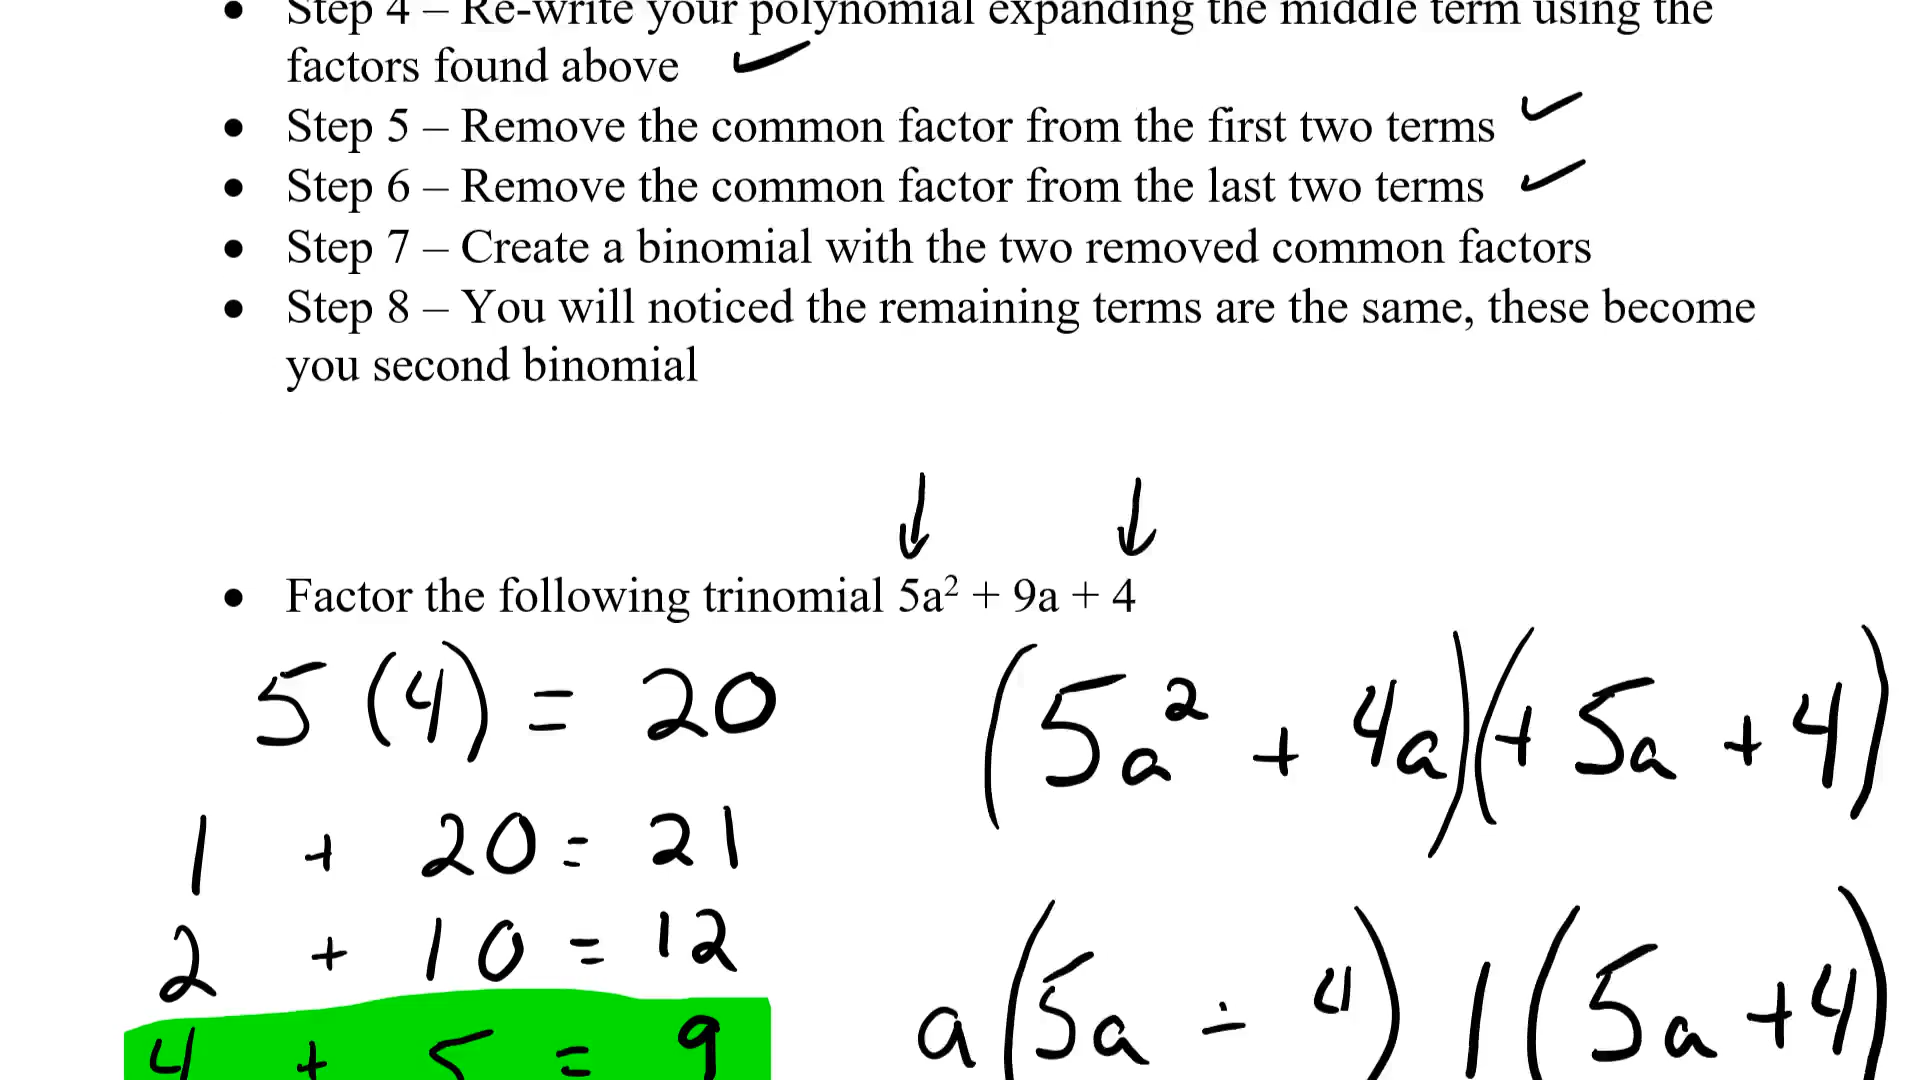 • Step 4 – Re-write your polynomial expanding the middle term using the
factors found above
• Step 5 – Remove the common factor from the first two terms
• Step 6 – Remove the common factor from the last two terms
• Step 7 – Create a binomial with the two removed common factors
• Step 8 – You will noticed the remaining terms are the same, these become
you second binomial
• Factor the following trinomial 5a² + 9a + 4
5 (4) = 20
(5a² + 4a)(+ 5a + 4)
1 + 20 = 21
2 + 10 = 12
4 + 5 = 9
a(5a ÷ 4) 1(5a +4)